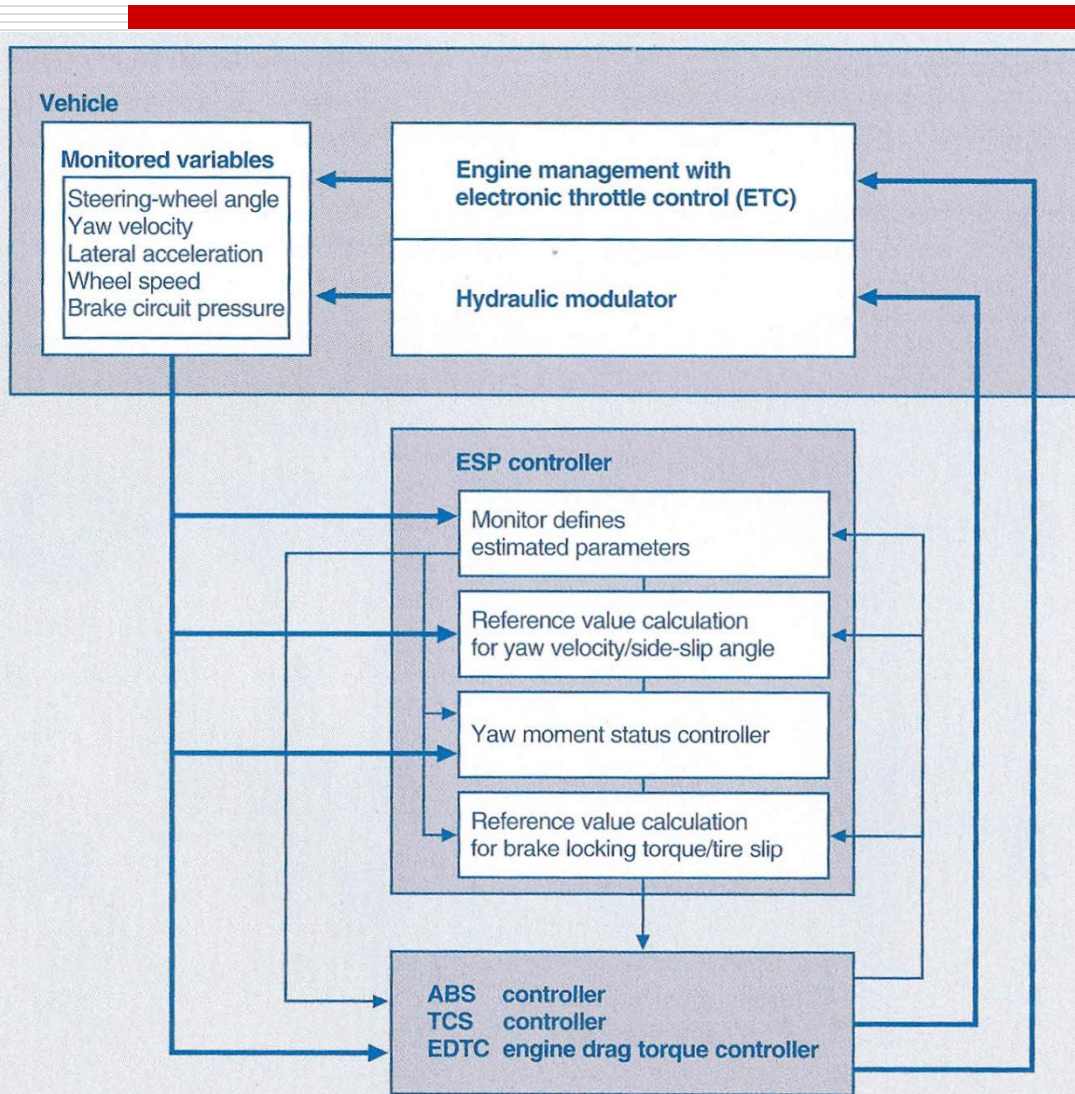 Vehicle
Monitored variables
Steering-wheel angle
Yaw velocity
Lateral acceleration
Wheel speed
Brake circuit pressure
Engine management with
electronic throttle control (ETC)
Hydraulic modulator
ESP controller
Monitor defines
estimated parameters
Reference value calculation
for yaw velocity/side-slip angle
Yaw moment status controller
Reference value calculation
for brake locking torque/tire slip
ABS controller
TCS controller
EDTC engine drag torque controller